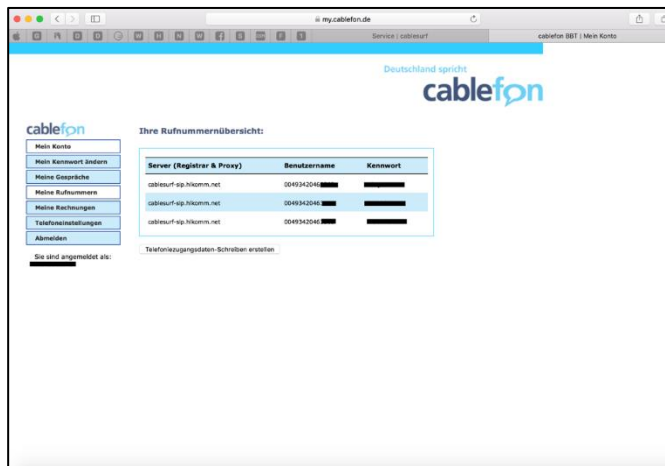 my.cablefon.de
Service | cablesurf
cablefon BBT | Mein Konto
Deutschland spricht
cablefon
cablefon
Ihre Rufnummernübersicht:
Mein Konto
Mein Kennwort ändern
Meine Gespräche
Meine Rufnummern
Meine Rechnungen
Telefoneinstellungen
Abmelden
Sie sind angemeldet als:
Server (Registrar & Proxy) Benutzername Kennwort
cablesurf-sip.hlkomm.net
cablesurf-sip.hlkomm.net
cablesurf-sip.hlkomm.net
Telefoniezugangsdaten-Schreiben erstellen